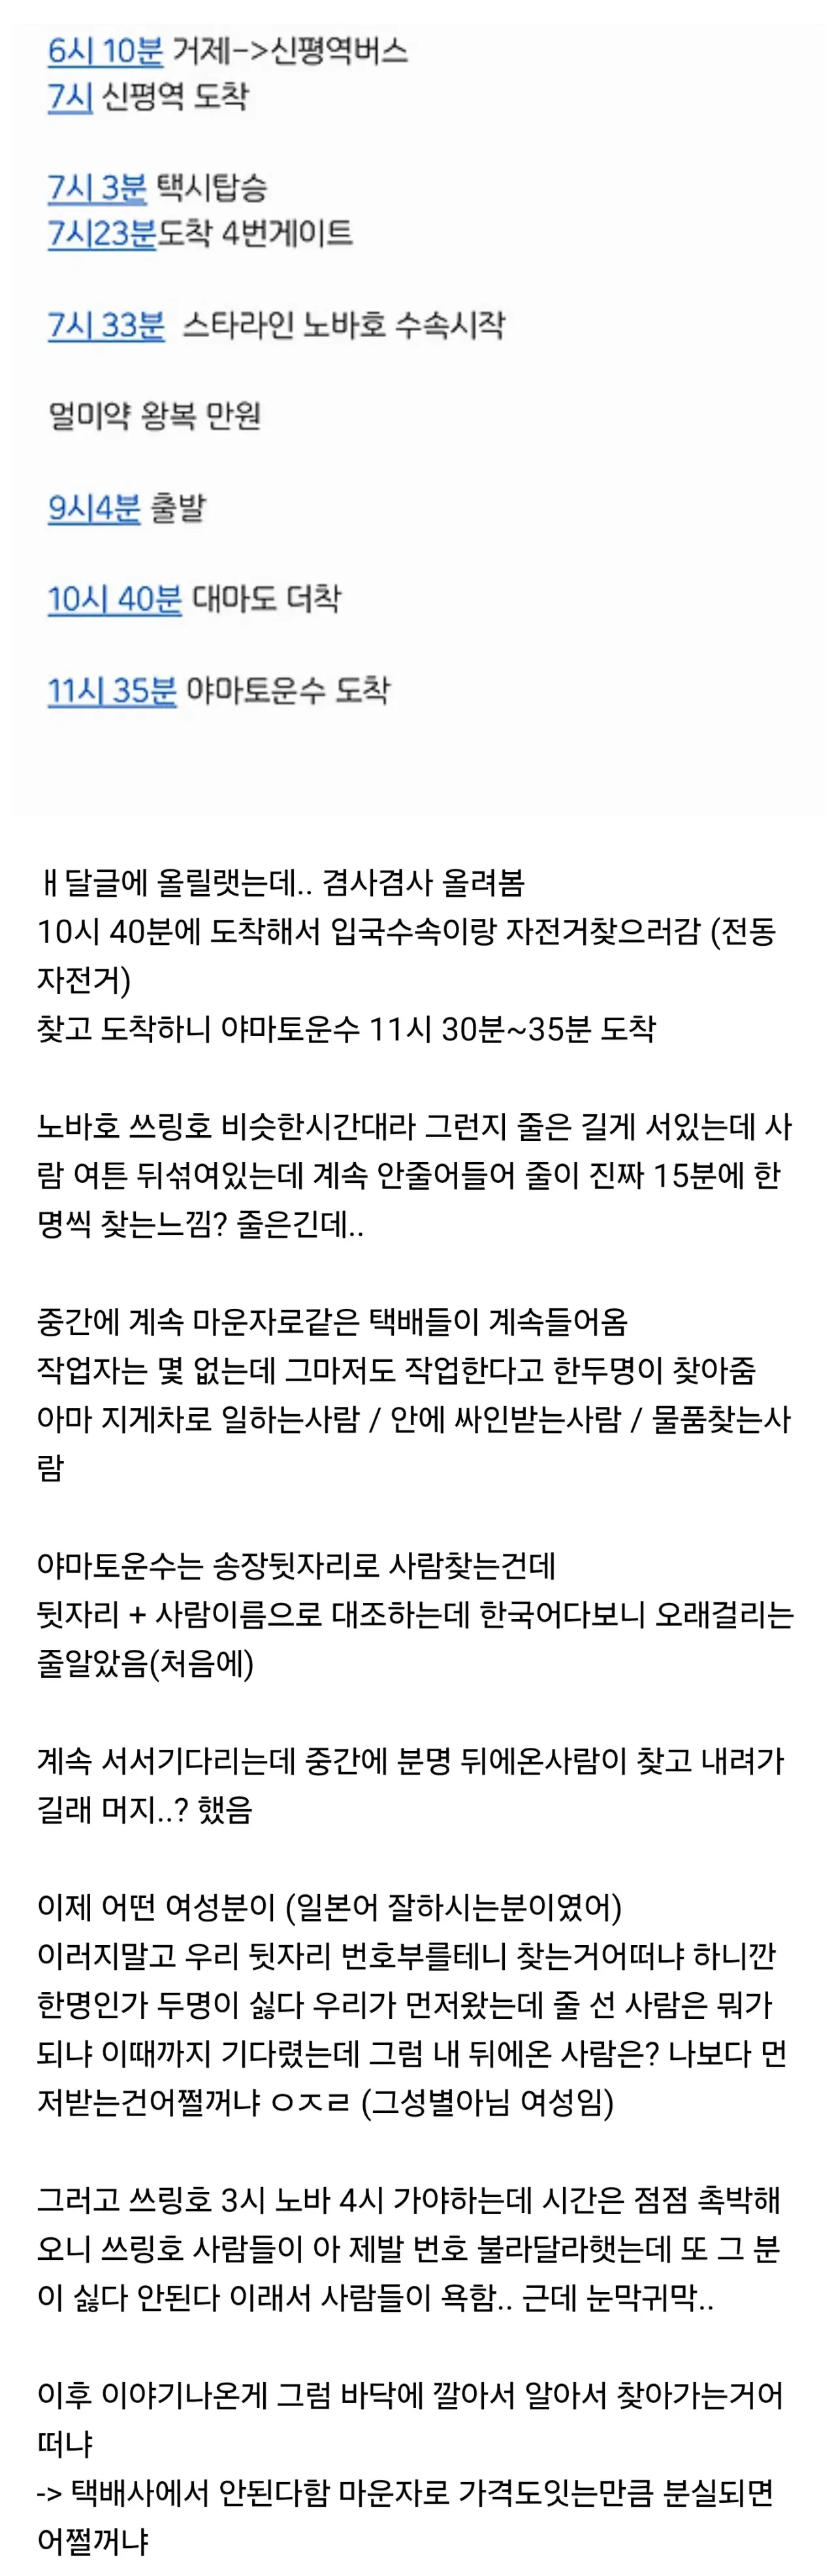 6시 10분 거제->신평역버스
7시 신평역 도착
7시 3분 택시탑승
7시23분도착 4번게이트
7시 33분 스타라인 노바호 수속시작
멀미약 왕복 만원
9시4분 출발
10시 40분 대마도 더착
11시 35분 야마토운수 도착
ㅐ달글에 올릴랫는데.. 겸사겸사 올려봄
10시 40분에 도착해서 입국수속이랑 자전거찾으러감 (전동
자전거)
찾고 도착하니 야마토운수 11시 30분~35분 도착
노바호 쓰링호 비슷한시간대라 그런지 줄은 길게 서있는데 사
람 여튼 뒤섞여있는데 계속 안줄어들어 줄이 진짜 15분에 한
명씩 찾는느낌? 줄은긴데..
중간에 계속 마운자로같은 택배들이 계속들어옴
작업자는 몇 없는데 그마저도 작업한다고 한두명이 찾아줌
아마 지게차로 일하는사람 / 안에 싸인받는사람 / 물품찾는사
람
야마토운수는 송장뒷자리로 사람찾는건데
뒷자리 + 사람이름으로 대조하는데 한국어다보니 오래걸리는
줄알았음(처음에)
계속 서서기다리는데 중간에 분명 뒤에온사람이 찾고 내려가
길래 머지..? 했음
이제 어떤 여성분이 (일본어 잘하시는분이였어)
이러지말고 우리 뒷자리 번호부를테니 찾는거어떠냐 하니깐
한명인가 두명이 싫다 우리가 먼저왔는데 줄 선 사람은 뭐가
되냐 이때까지 기다렸는데 그럼 내 뒤에온 사람은? 나보다 먼
저받는건어쩔꺼냐 ㅇㅈㄹ (그성별아님 여성임)
그러고 쓰링호 3시 노바 4시 가야하는데 시간은 점점 촉박해
오니 쓰링호 사람들이 아 제발 번호 불라달라햇는데 또 그 분
이 싫다 안된다 이래서 사람들이 욕함.. 근데 눈막귀막..
이후 이야기나온게 그럼 바닥에 깔아서 알아서 찾아가는거어
떠냐
-> 택배사에서 안된다함 마운자로 가격도잇는만큼 분실되면
어쩔꺼냐